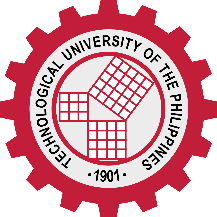 TECHNOLOGICAL UNIVERSITY OF THE PHILIPPINES
· 1901 ·